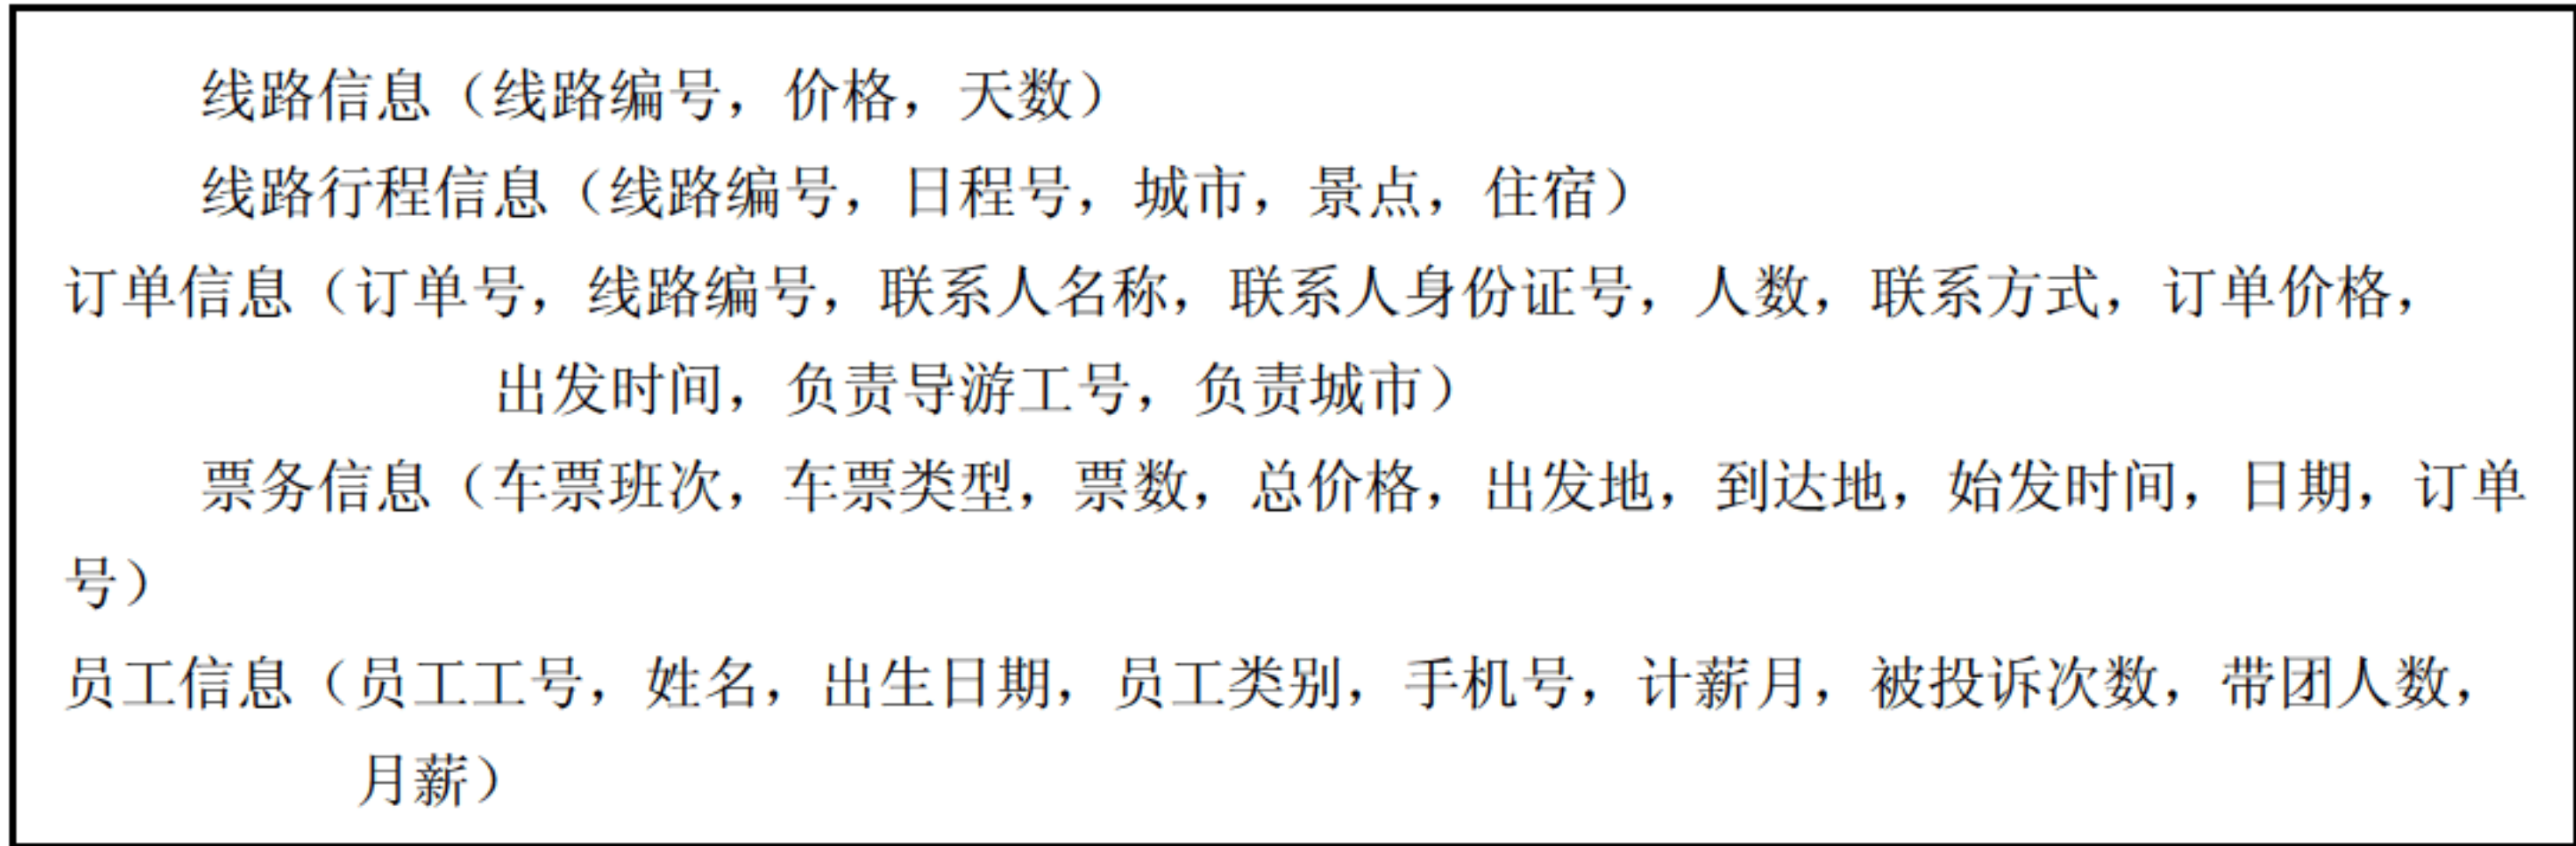 线路信息（线路编号，价格，天数）
线路行程信息（线路编号，日程号，城市，景点，住宿）
订单信息（订单号，线路编号，联系人名称，联系人身份证号，人数，联系方式，订单价格，
出发时间，负责导游工号，负责城市）
票务信息（车票班次，车票类型，票数，总价格，出发地，到达地，始发时间，日期，订单
号）
员工信息（员工工号，姓名，出生日期，员工类别，手机号，计薪月，被投诉次数，带团人数，
月薪）